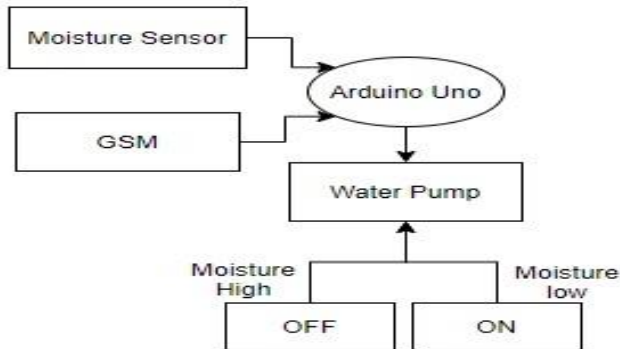 Moisture Sensor
Arduino Uno
GSM
Water Pump
Moisture
High
Moisture
low
OFF
ON